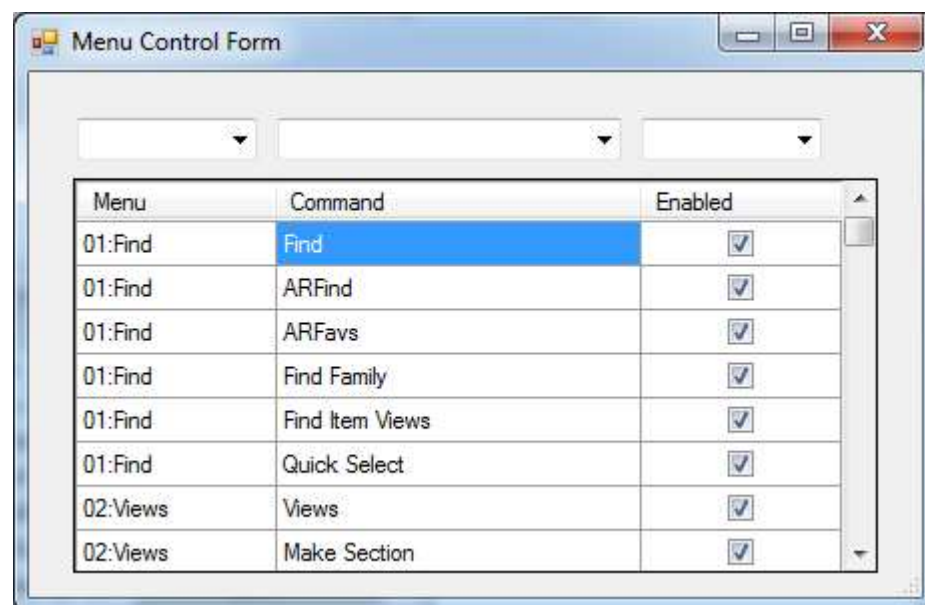 Menu Control Form
Menu Command Enabled
01:Find Find
01:Find ARFind
01:Find ARFavs
01:Find Find Family
01:Find Find Item Views
01:Find Quick Select
02:Views Views
02:Views Make Section